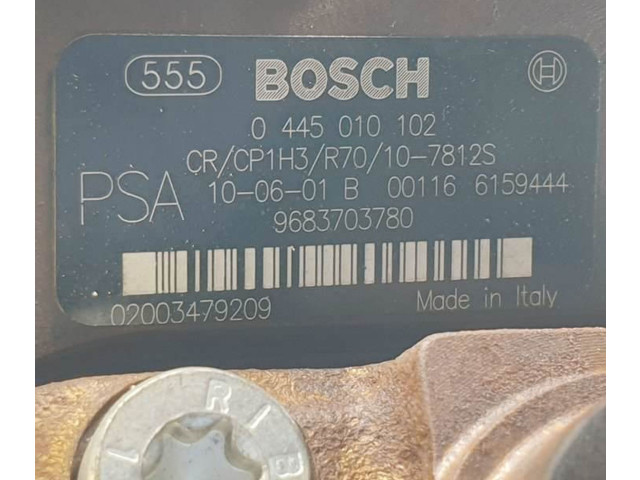 555 BOSCH H
0 445 010 102
CR/CP1H3/R70/10-7812S
PSA 10-06-01 B 00116 6159444
9683703780
02003479209 Made in Italy
RIB